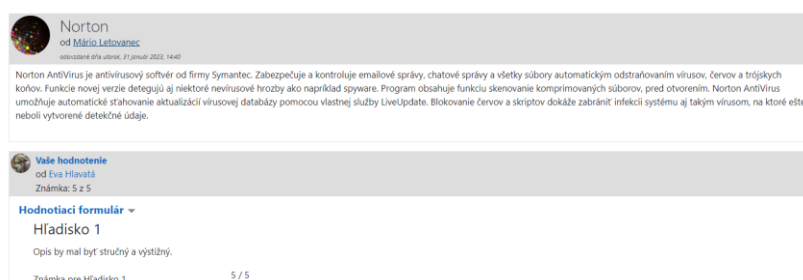 Norton
od Mário Letovanec
odovzdané dňa utorok, 31 január 2023, 14:40
Norton AntiVirus je antivírusový softvér od firmy Symantec. Zabezpečuje a kontroluje emailové správy, chatové správy a všetky súbory automatickým odstraňovaním vírusov, červov a trójskych
koňov. Funkcie novej verzie detegujú aj niektoré nevírusové hrozby ako napríklad spyware. Program obsahuje funkciu skenovanie komprimovaných súborov, pred otvorením. Norton AntiVirus
umožňuje automatické sťahovanie aktualizácií vírusovej databázy pomocou vlastnej služby LiveUpdate. Blokovanie červov a skriptov dokáže zabrániť infekcii systému aj takým vírusom, na ktoré ešte
neboli vytvorené detekčné údaje.
Vaše hodnotenie
od Eva Hlavatá
Známka: 5 z 5
Hodnotiaci formulár
Hľadisko 1
Opis by mal byť stručný a výstižný.
Známka pre Hľadisko 1 5 / 5